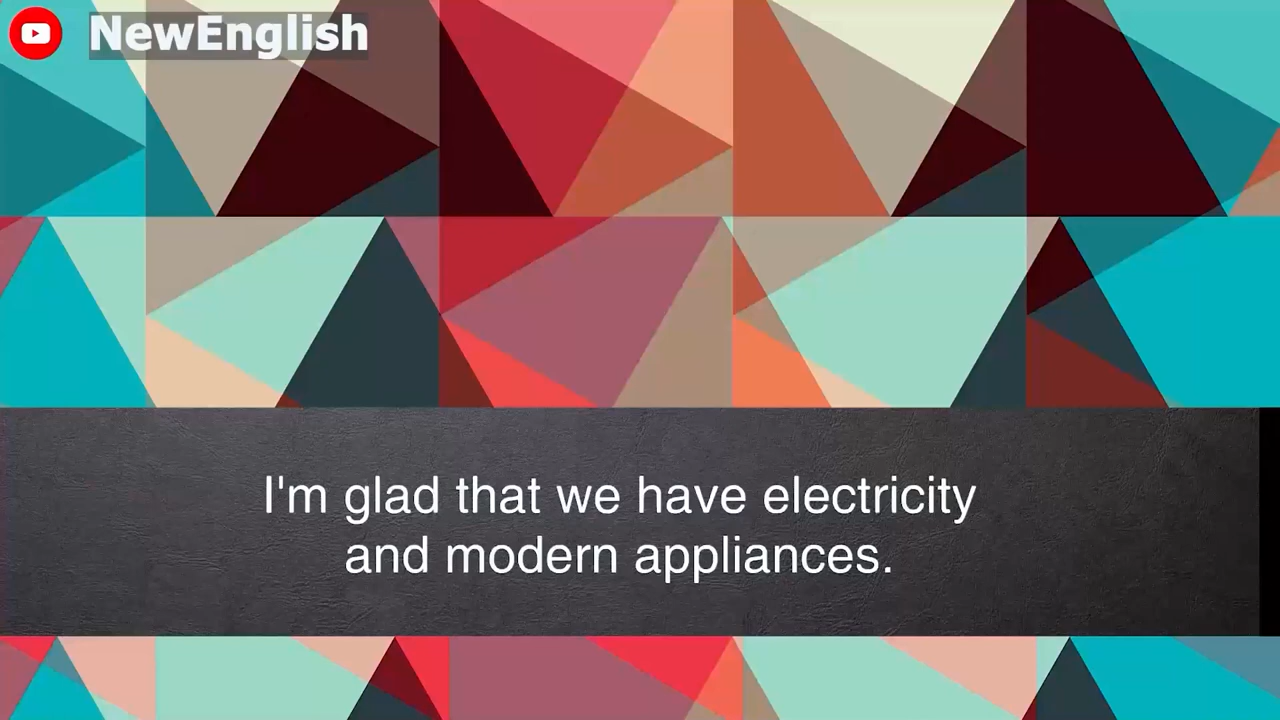 NewEnglish
I'm glad that we have electricity
and modern appliances.